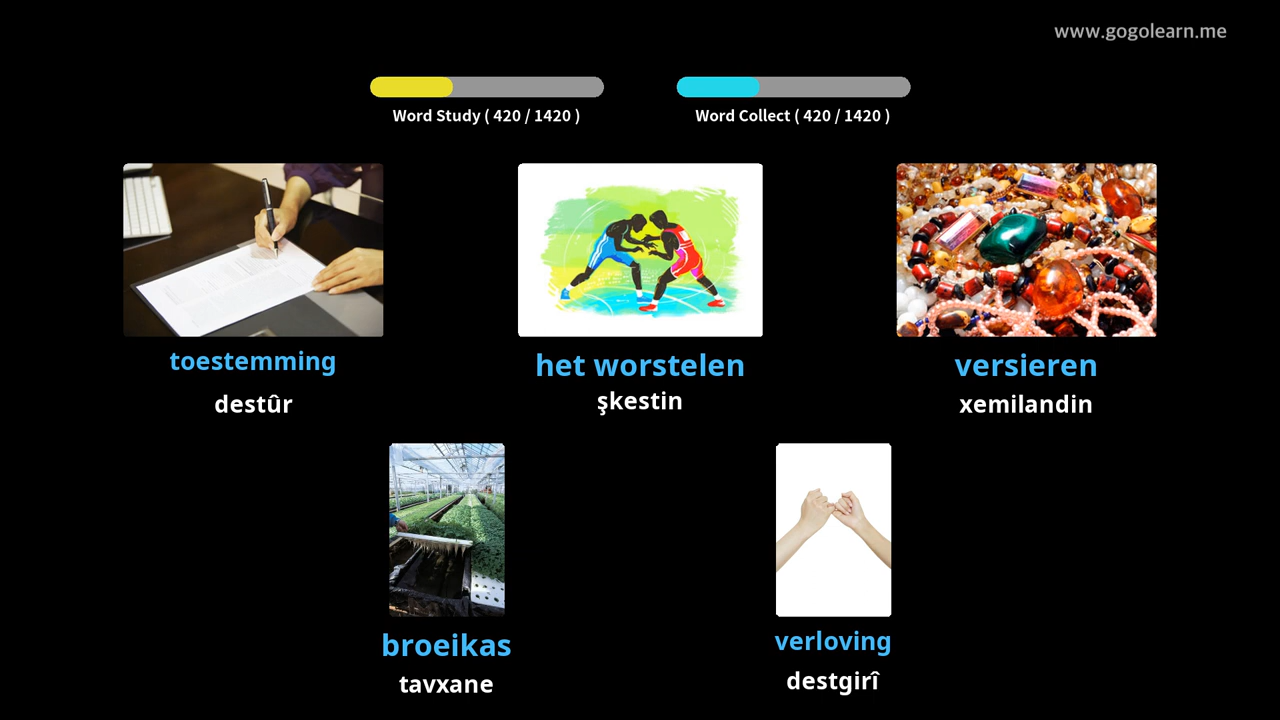 www.gogolearn.me
Word Study ( 420 / 1420 )
Word Collect ( 420 / 1420 )
toestemming
destûr
het worstelen
şkestin
versieren
xemilandin
broeikas
tavxane
verloving
destgirî